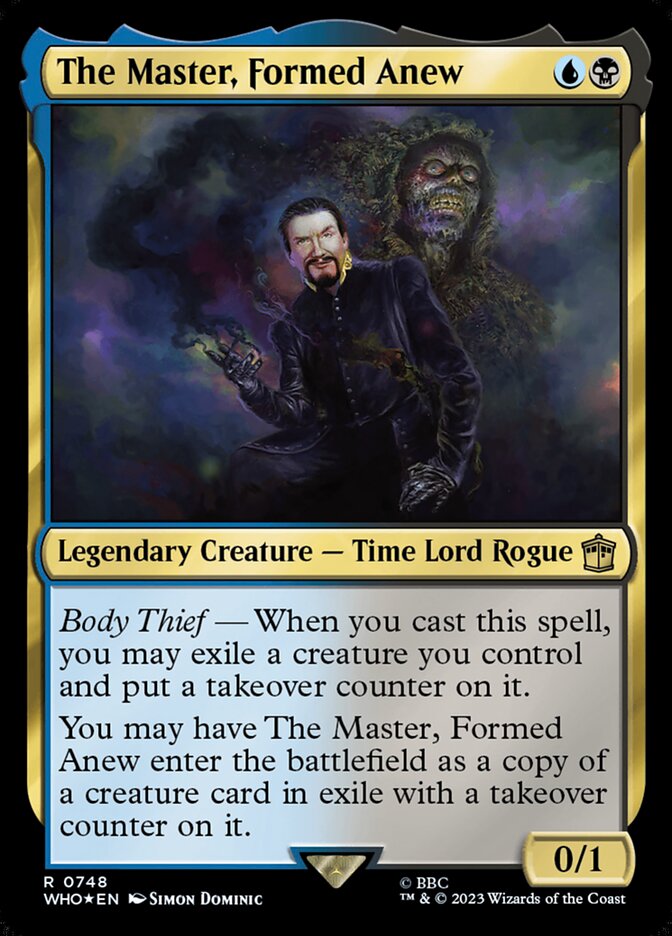 The Master, Formed Anew
Legendary Creature — Time Lord Rogue
Body Thief — When you cast this spell,
you may exile a creature you control
and put a takeover counter on it.
You may have The Master, Formed
Anew enter the battlefield as a copy of
a creature card in exile with a takeover
counter on it.
0/1
R 0748
WHO★EN Simon Dominic
© BBC
™ & © 2023 Wizards of the Coast